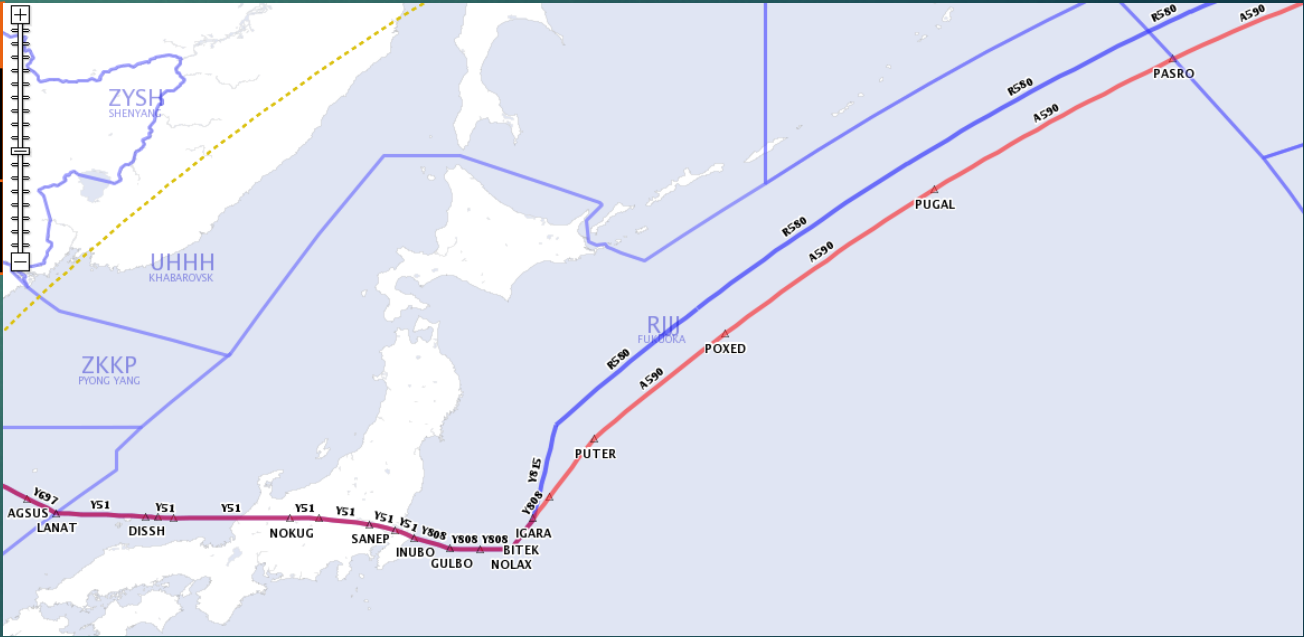 +
−
R580
A590
PASRO
ZYSH
SHENYANG
R580
A590
PUGAL
R580
A590
UHHH
KHABAROVSK
RJJJ
FUKUOKA
POXED
R580
A590
ZKKP
PYONG YANG
PUTER
Y815
Y808
Y697
AGSUS
LANAT
Y51
Y51
DISSH
Y51
Y51
NOKUG
Y51
Y51
SANEP
Y51
INUBO
Y808
GULBO
Y808
Y808
IGARA
BITEK
NOLAX